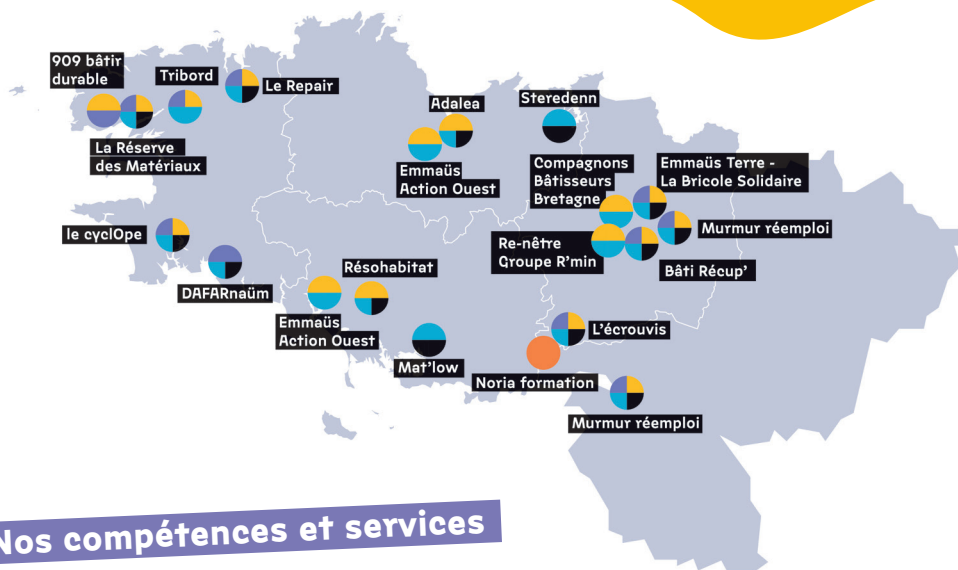 909 bâtir
durable
Tribord
Le Repair
La Réserve
des Matériaux
Adalea
Steredenn
Emmaüs
Action Ouest
Compagnons
Bâtisseurs
Bretagne
Emmaüs Terre -
La Bricole Solidaire
Murmur réemploi
Re-nêtre
Groupe R'min
Bâti Récup'
le cyclOpe
DAFARnaüm
Résohabitat
Emmaüs
Action Ouest
Mat'low
L'écrouvis
Noria formation
Murmur réemploi
Nos compétences et services